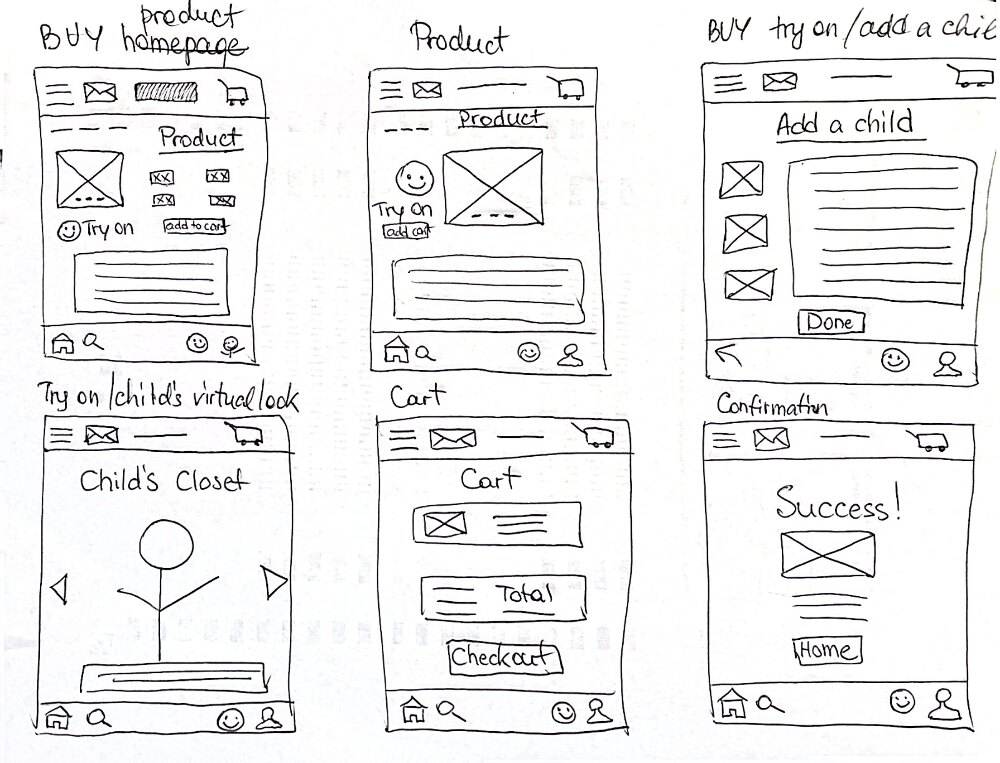 product
BUY homepage
Product
Try on
add to cart
Product
Product
Try On
add cart
BUY try on/add a chil
Add a child
Done
Try on/child's virtual look
Child's Closet
Cart
Cart
Total
Checkout
Confirmation
Success!
Home